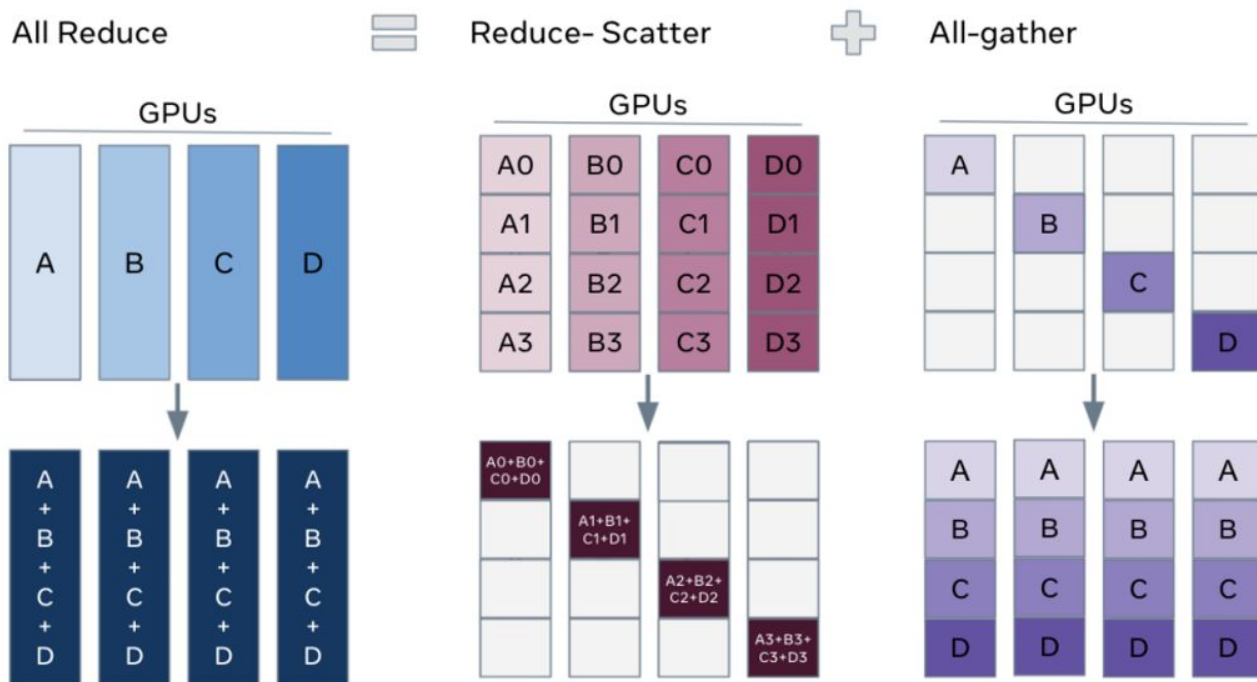 All Reduce = Reduce- Scatter + All-gather
GPUs GPUs GPUs
A B C D
A0 B0 C0 D0
A1 B1 C1 D1
A2 B2 C2 D2
A3 B3 C3 D3
A
B
C
D
A + B + C + D
A + B + C + D
A + B + C + D
A + B + C + D
A0+B0+
C0+D0
A1+B1+
C1+D1
A2+B2+
C2+D2
A3+B3+
C3+D3
A A A A
B B B B
C C C C
D D D D